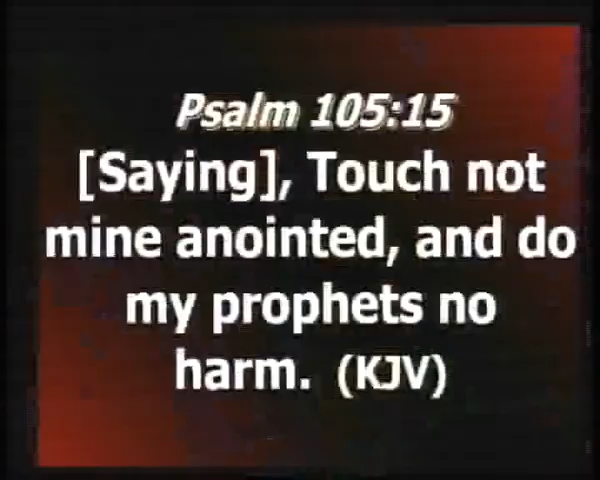 Psalm 105:15
[Saying], Touch not
mine anointed, and do
my prophets no
harm. (KJV)